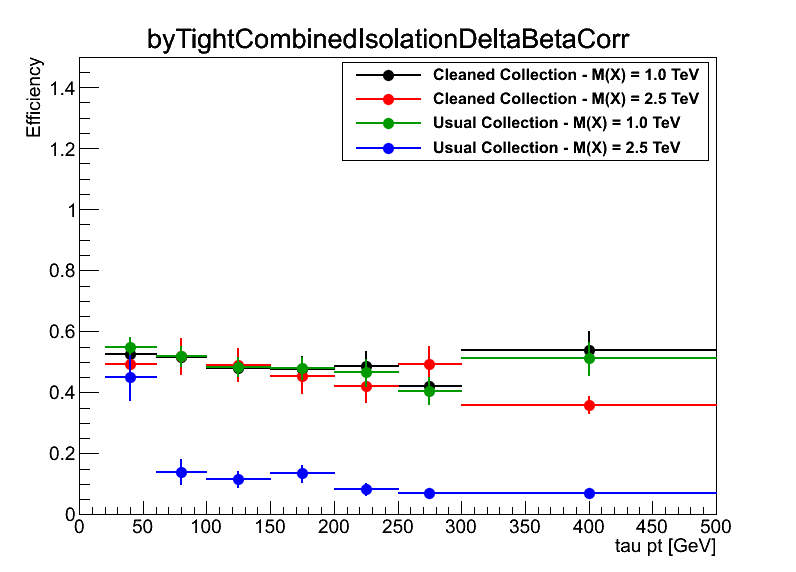 byTightCombinedIsolationDeltaBetaCorr
Efficiency
Cleaned Collection - M(X) = 1.0 TeV
Cleaned Collection - M(X) = 2.5 TeV
Usual Collection - M(X) = 1.0 TeV
Usual Collection - M(X) = 2.5 TeV
1.4
1.2
1
0.8
0.6
0.4
0.2
0
0 50 100 150 200 250 300 350 400 450 500
tau pt [GeV]